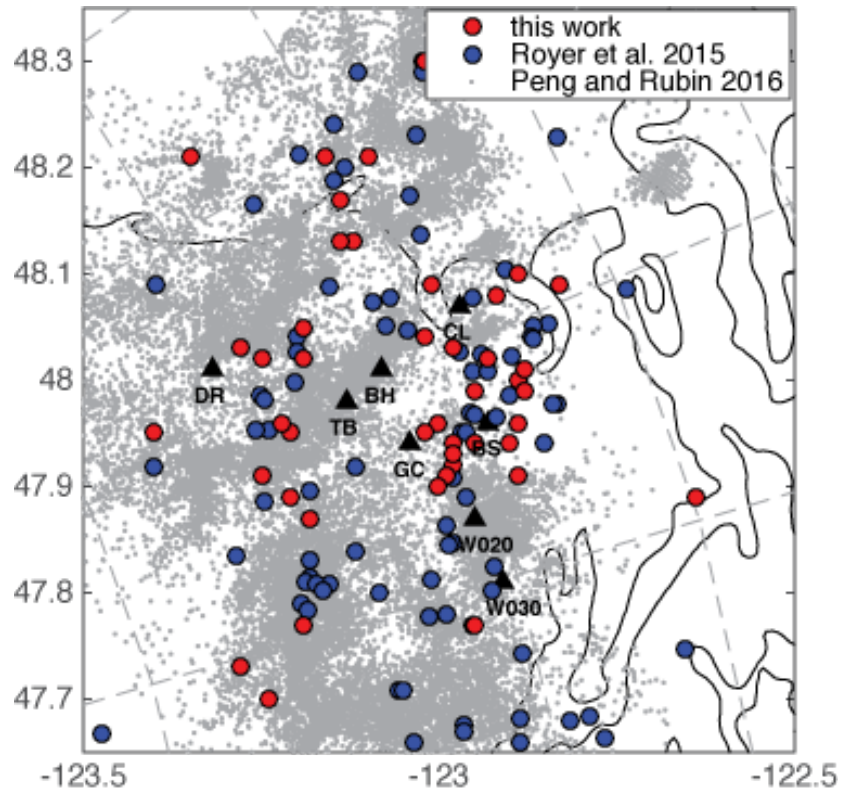 this work
Royer et al. 2015
Peng and Rubin 2016
48.3
48.2
48.1
48
47.9
47.8
47.7
CL
DR
BH
TB
GC
BS
W020
W030
-123.5
-123
-122.5